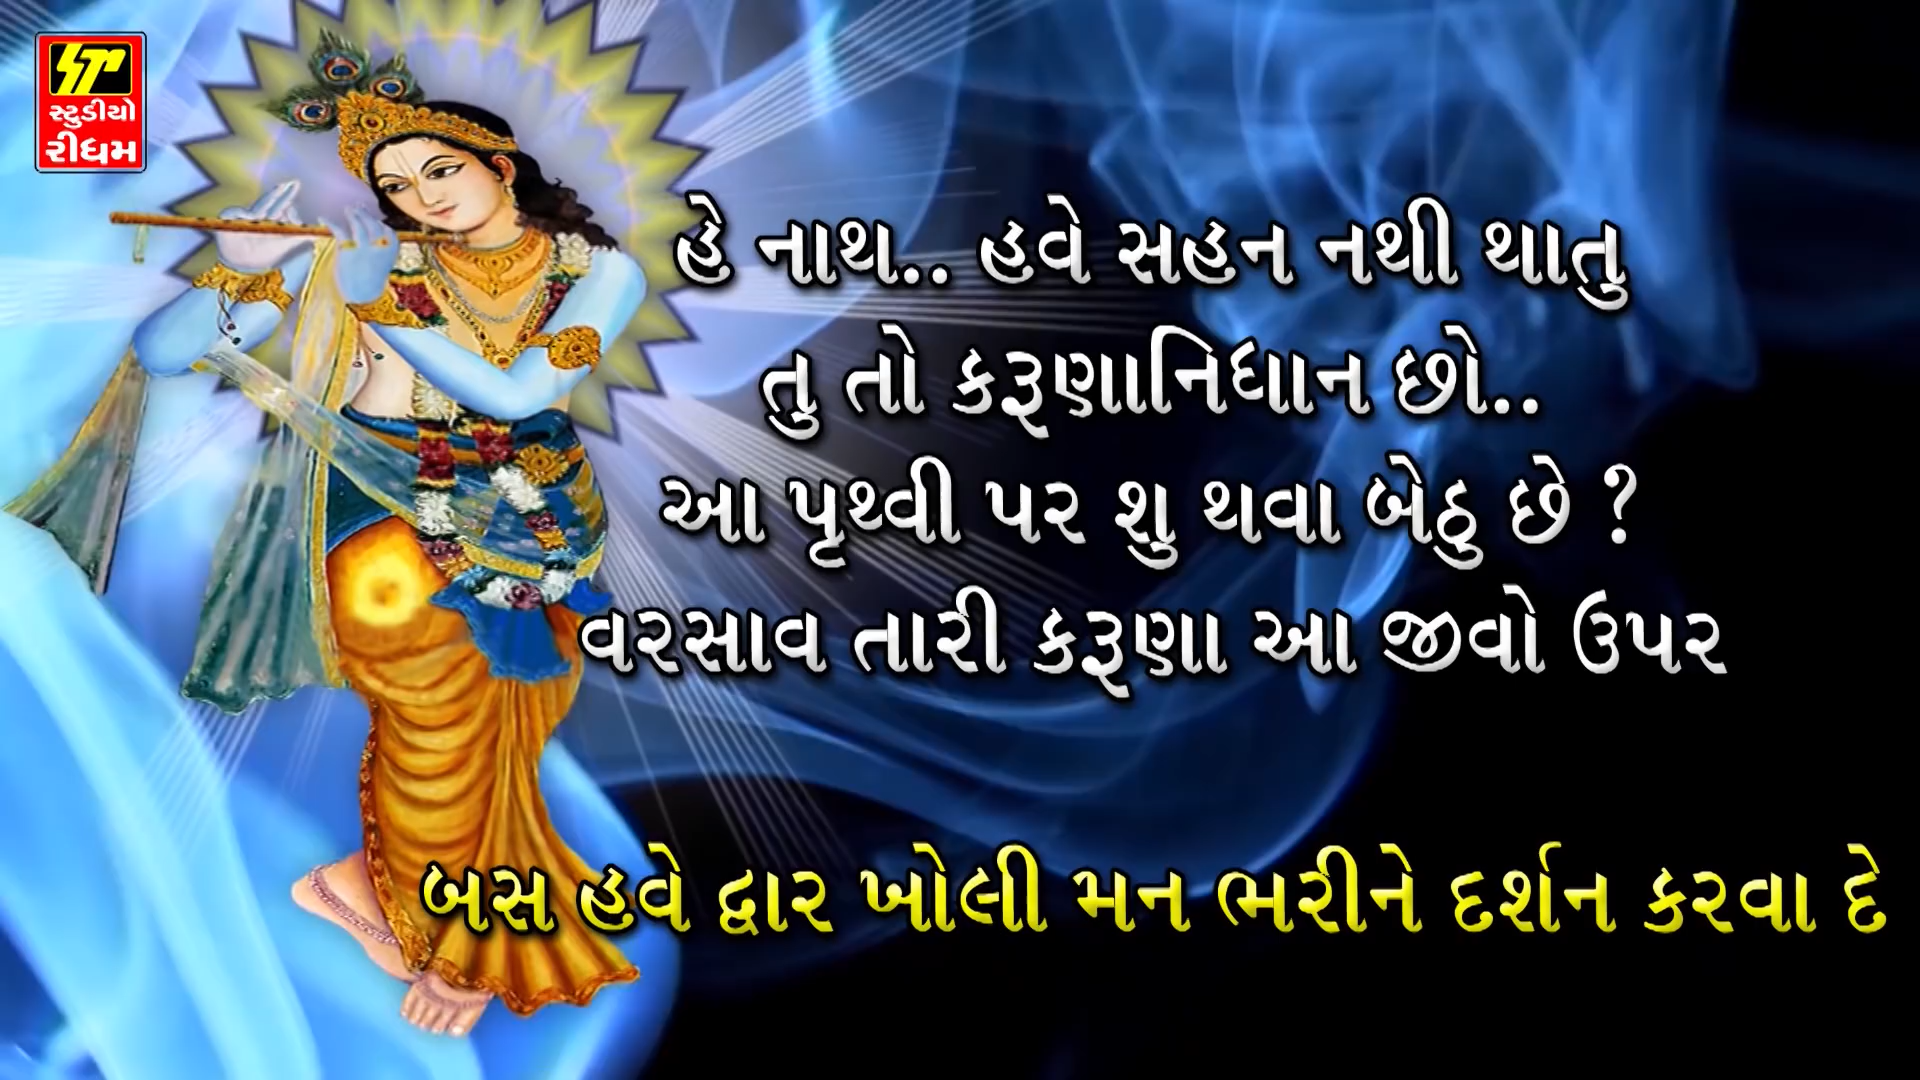 સ્ટુડીયો
રીધમ
હે નાથ.. હવે સહન નથી થાતુ
તુ તો કરૂણાનિધાન છો..
આ પૃથ્વી પર શુ થવા બેઠુ છે ?
વરસાવ તારી કરૂણા આ જીવો ઉપર
બસ હવે દ્વાર ખોલી મન ભરીને દર્શન કરવા દે